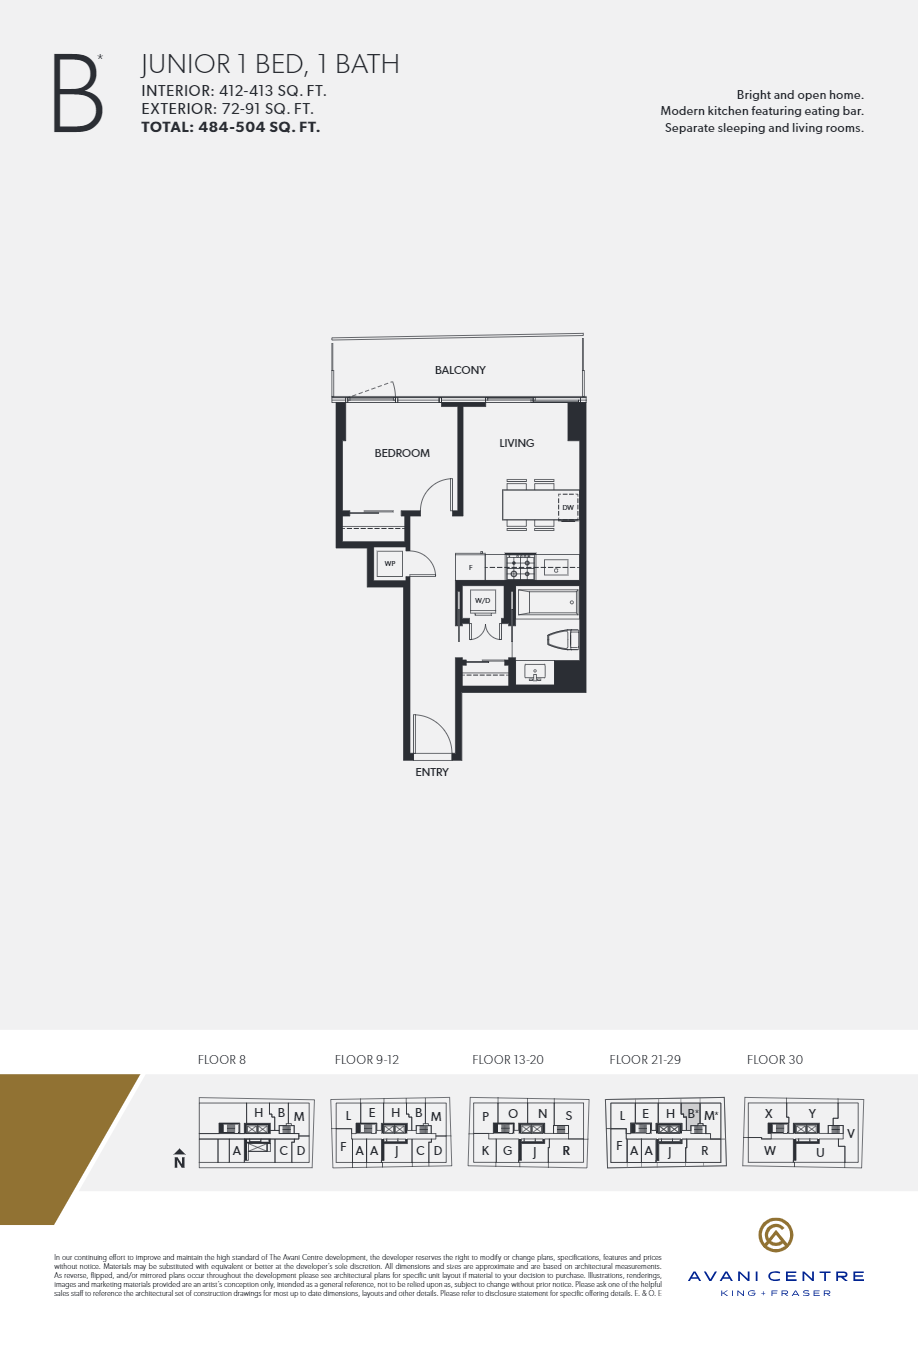 B*
JUNIOR 1 BED, 1 BATH
INTERIOR: 412-413 SQ. FT.
EXTERIOR: 72-91 SQ. FT.
TOTAL: 484-504 SQ. FT.
Bright and open home.
Modern kitchen featuring eating bar.
Separate sleeping and living rooms.
BALCONY
LIVING
BEDROOM
DW
WP
F
W/D
ENTRY
FLOOR 8
FLOOR 9-12
FLOOR 13-20
FLOOR 21-29
FLOOR 30
H B M
A C D
L E H B M
F A A J C D
P O N S
K G J R
L E H B* M*
F A A J R
X Y V
W U
N
In our continuing effort to improve and maintain the high standard of The Avani Centre development, the developer reserves the right to modify or change plans, specifications, features and prices
without notice. Materials may be substituted with equivalent or better at the developer's sole discretion. All dimensions and sizes are approximate and are based on architectural measurements.
As reverse, flipped, and/or mirrored plans occur throughout the development please see architectural plans for specific unit layout if material to your decision to purchase. Illustrations, renderings,
images and marketing materials provided are an artist's conception only, intended as a general reference, not to be relied upon as, subject to change without prior notice. Please ask one of the helpful
sales staff to reference the architectural set of construction drawings for most up to date dimensions, layouts and other details. Please refer to disclosure statement for specific offering details. E. & O. E
AVANI CENTRE
KING + FRASER